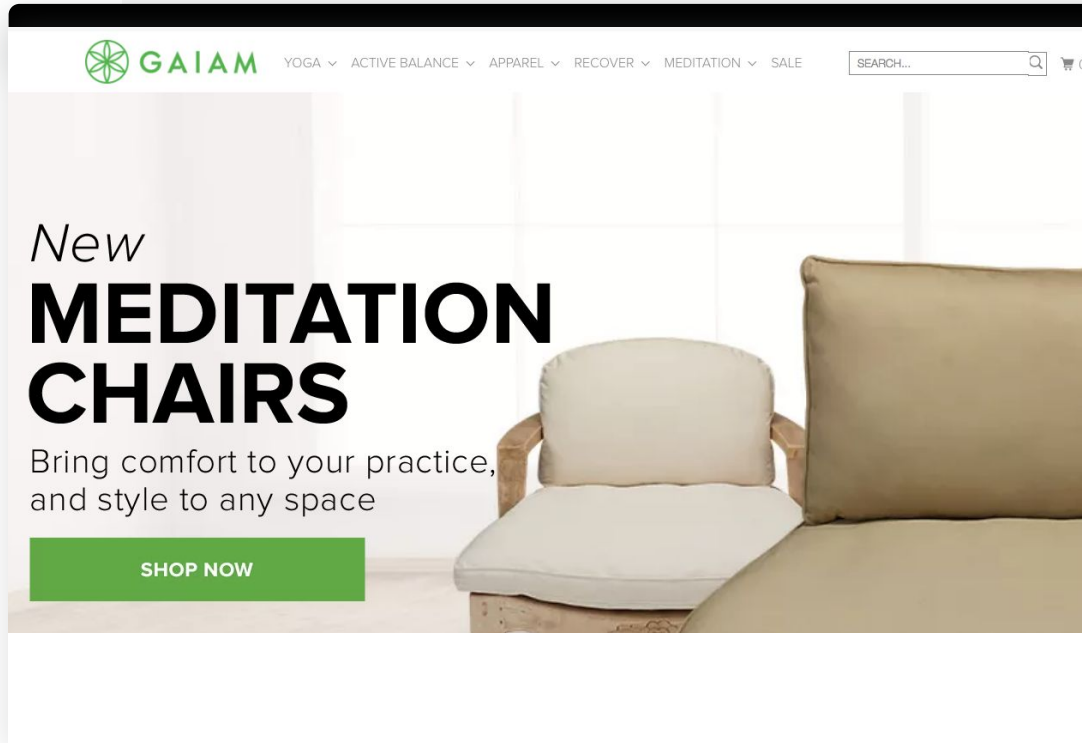 GAIAM
YOGA ACTIVE BALANCE APPAREL RECOVER MEDITATION SALE
SEARCH...
New
MEDITATION
CHAIRS
Bring comfort to your practice,
and style to any space
SHOP NOW